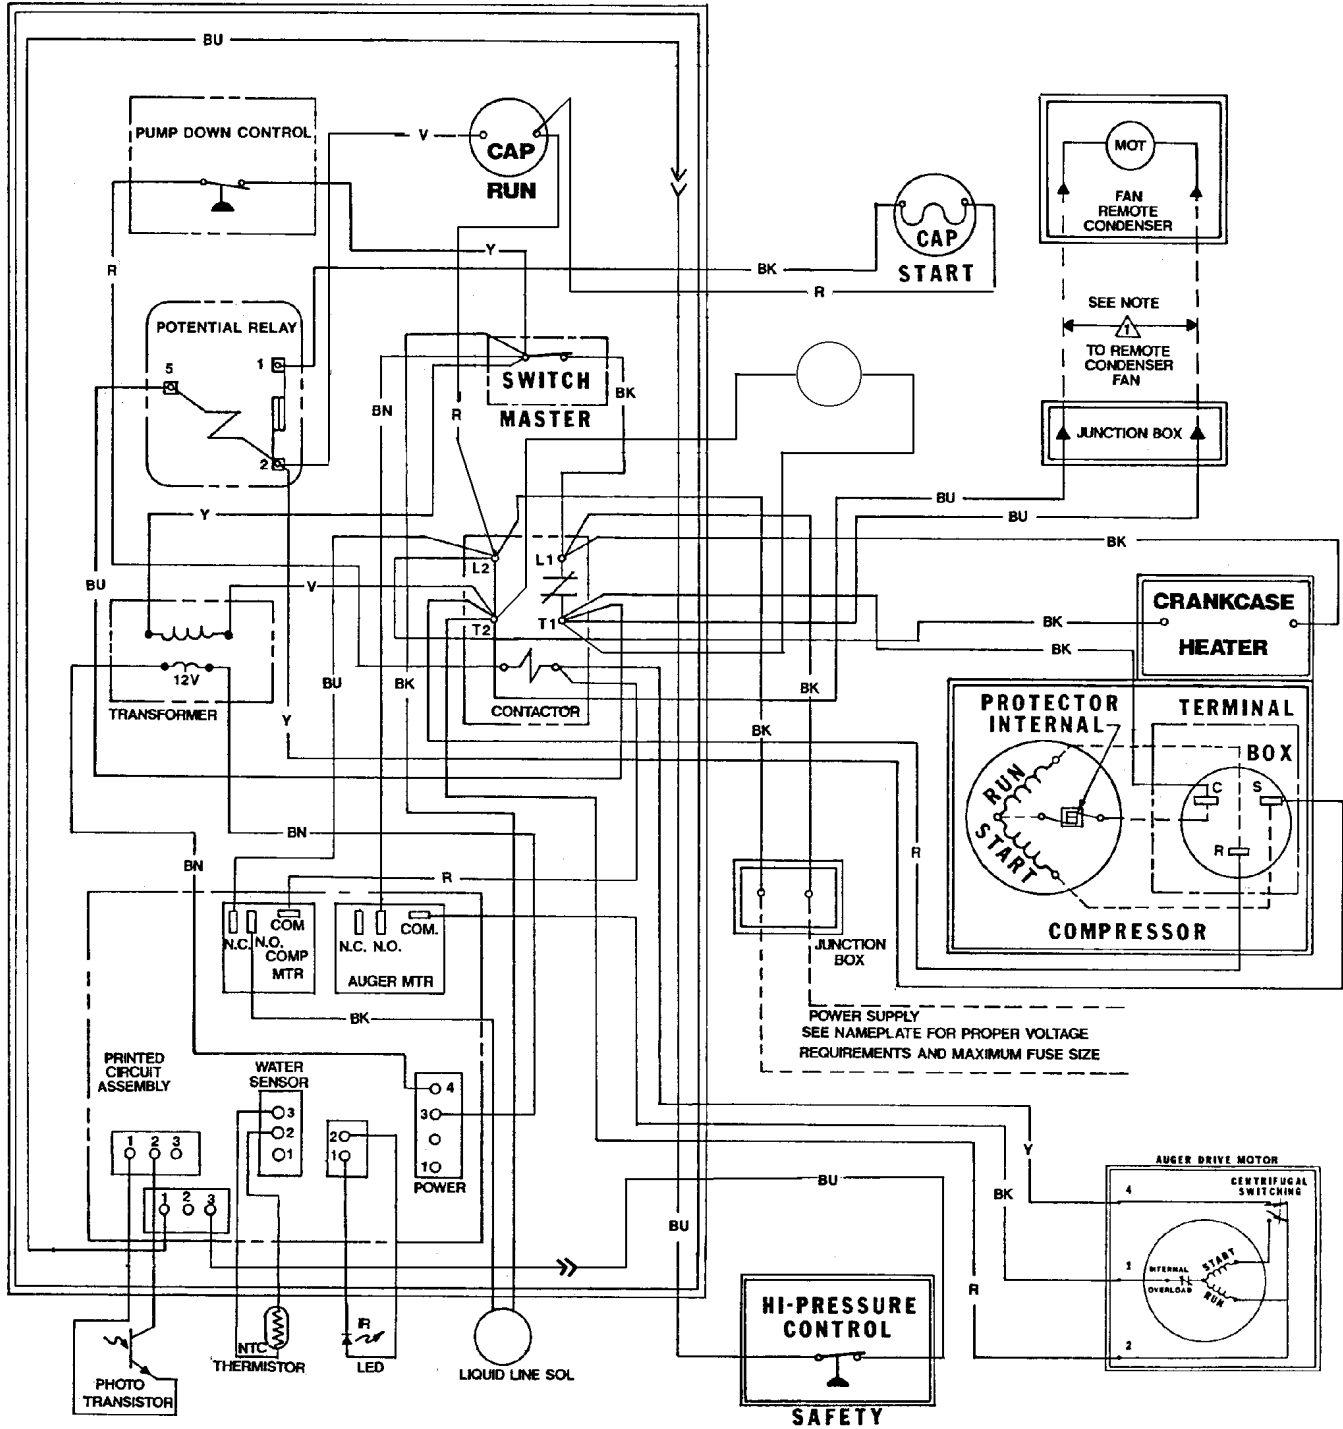 BU
PUMP DOWN CONTROL
V
CAP
RUN
MOT
FAN
REMOTE
CONDENSER
CAP
START
Y
R
BK
R
SEE NOTE
1
TO REMOTE
CONDENSER
FAN
POTENTIAL RELAY
1
5
2
SWITCH
MASTER
BN
R
BK
JUNCTION BOX
BU
BU
Y
BK
L2
L1
BU
V
T2
T1
CRANKCASE
HEATER
BK
BK
12V
TRANSFORMER
BU
BK
BK
CONTACTOR
Y
BK
PROTECTOR
INTERNAL
TERMINAL
BOX
RUN
START
C
S
R
COMPRESSOR
BN
BN
R
R
COM
N.C.
N.O.
COMP
MTR
COM.
N.C.
N.O.
AUGER MTR
JUNCTION
BOX
BK
POWER SUPPLY
SEE NAMEPLATE FOR PROPER VOLTAGE
REQUIREMENTS AND MAXIMUM FUSE SIZE
PRINTED
CIRCUIT
ASSEMBLY
WATER
SENSOR
3
2
1
2
1
4
3
1
POWER
1 2 3
1 2 3
Y
BK
BU
BU
R
AUGER DRIVE MOTOR
4
CENTRIFUGAL
SWITCHING
1
INTERNAL
OVERLOAD
START
RUN
2
HI-PRESSURE
CONTROL
SAFETY
IR
LED
NTC
THERMISTOR
LIQUID LINE SOL
PHOTO
TRANSISTOR